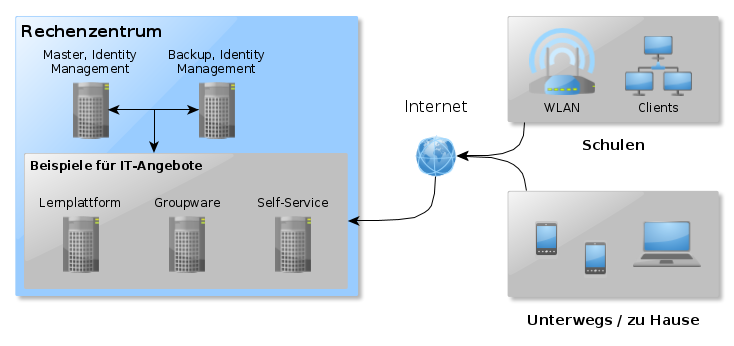 Rechenzentrum
Master, Identity
Management
Backup, Identity
Management
Beispiele für IT-Angebote
Lernplattform
Groupware
Self-Service
Internet
WLAN
Clients
Schulen
Unterwegs / zu Hause